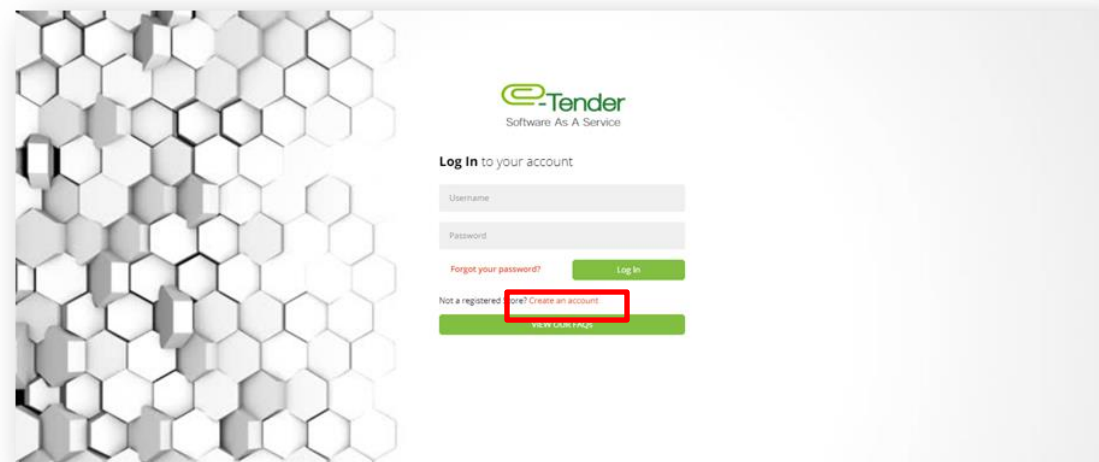 e-Tender
Software As A Service
Log In to your account
Username
Password
Forgot your password?
Log In
Not a registered Store? Create an account
VIEW OUR FAQs